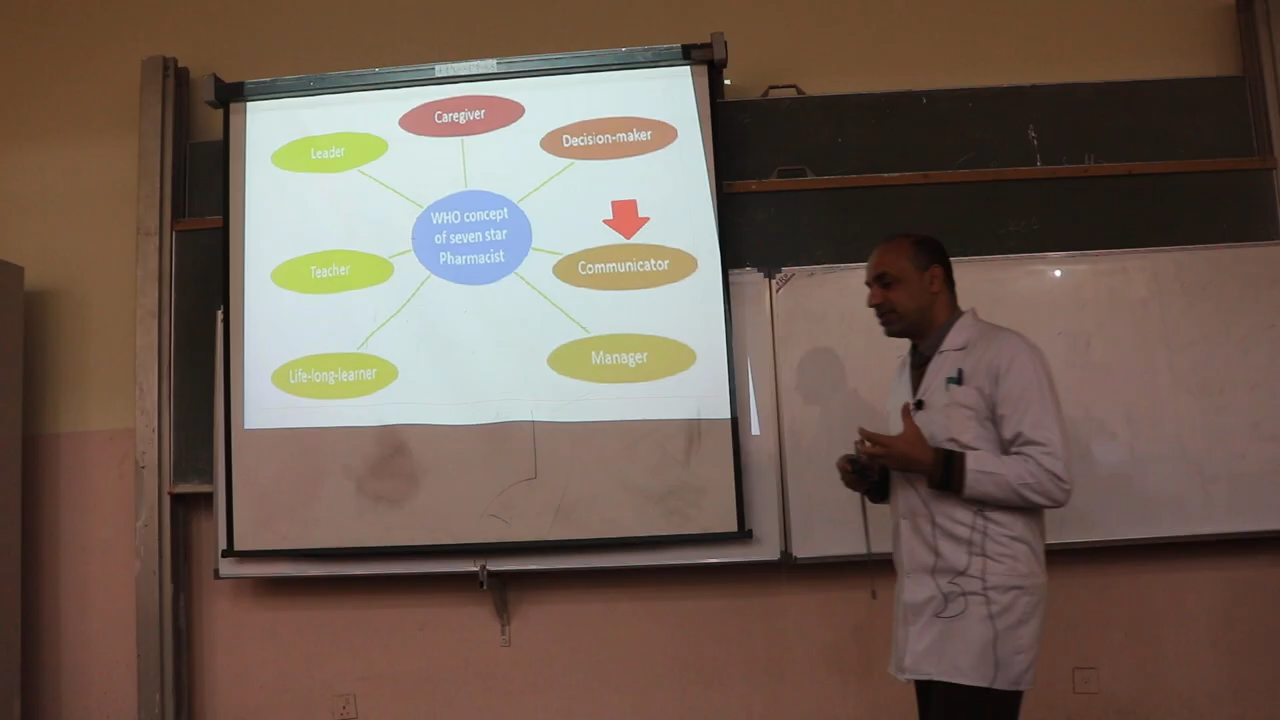 Caregiver
Decision-maker
Leader
WHO concept
of seven star
Pharmacist
Communicator
Teacher
Manager
Life-long-learner